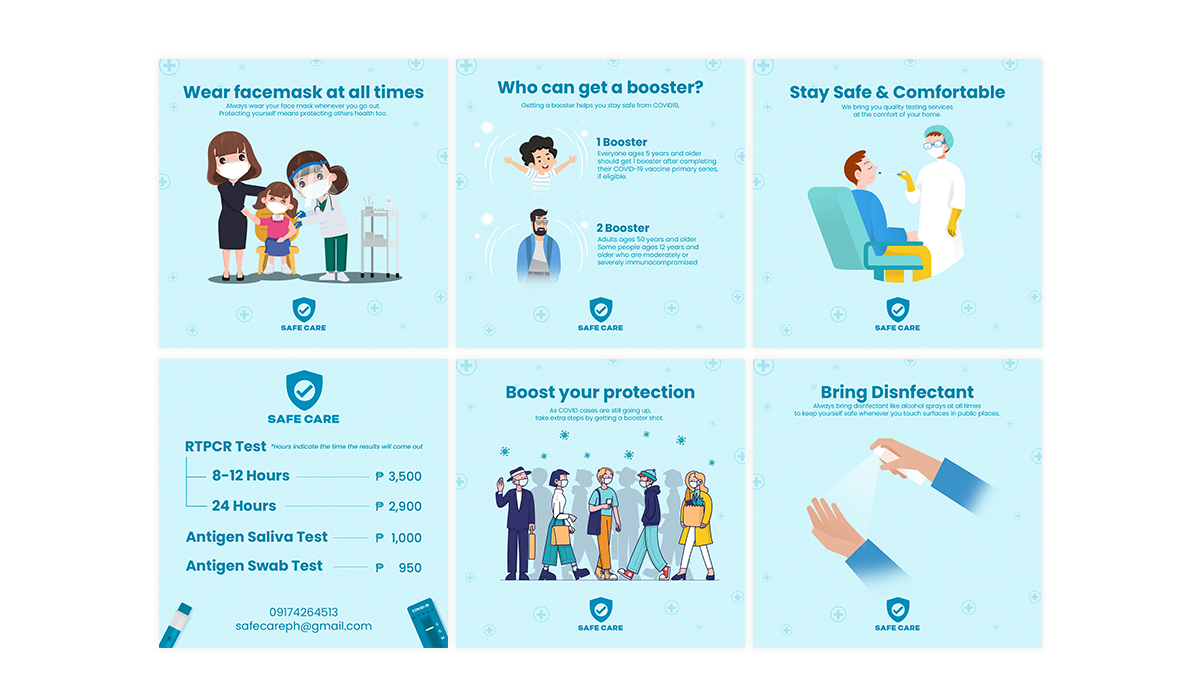 Wear facemask at all times
Always wear your face mask whenever you go out.
Protecting yourself means protecting others health too.
SAFE CARE
Who can get a booster?
Getting a booster helps you stay safe from COVID19,
1 Booster
Everyone ages 5 years and older
should get 1 booster after completing
their COVID-19 vaccine primary series,
if eligible.
2 Booster
Adults ages 50 years and older
Some people ages 12 years and
older who are moderately or
severely immunocompromised
SAFE CARE
Stay Safe & Comfortable
We bring you quality testing services
at the comfort of your home.
SAFE CARE
SAFE CARE
RTPCR Test *Hours indicate the time the results will come out
8-12 Hours ₱ 3,500
24 Hours ₱ 2,900
Antigen Saliva Test ₱ 1,000
Antigen Swab Test ₱ 950
09174264513
safecareph@gmail.com
COVID-19
Boost your protection
As COVID cases are still going up,
take extra steps by getting a booster shot.
SAFE CARE
Bring Disnfectant
Always bring disnfectant like alcohol sprays at all times
to keep yourself safe whenever you touch surfaces in public places.
SAFE CARE